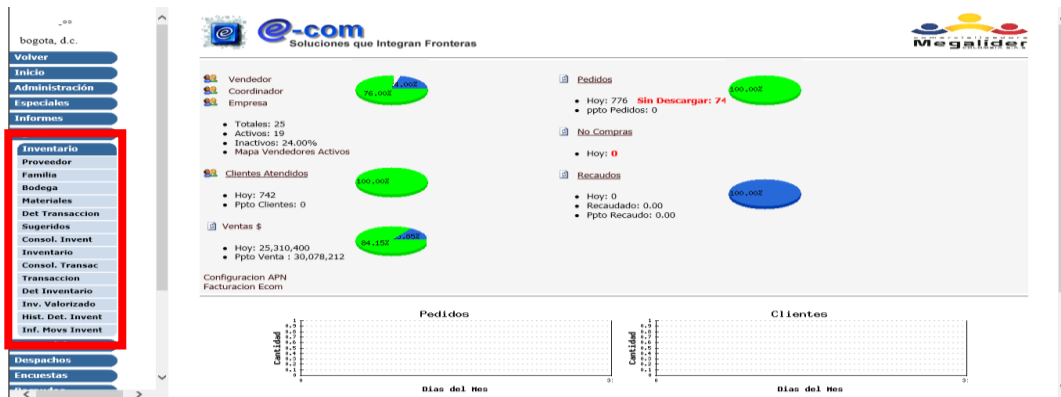 bogota, d.c.
Volver
Inicio
Administración
Especiales
Informes
Inventario
Proveedor
Familia
Bodega
Materiales
Det Transaccion
Sugeridos
Consol. Invent
Inventario
Consol. Transac
Transaccion
Det Inventario
Inv. Valorizado
Hist. Det. Invent
Inf. Movs Invent
Despachos
Encuestas
e-com
Soluciones que Integran Fronteras
comercializadora
Megalider
Vendedor
Coordinador
Empresa
76.00%
Totales: 25
Activos: 19
Inactivos: 24.00%
Mapa Vendedores Activos
Clientes Atendidos
100.00%
Hoy: 742
Ppto Clientes: 0
Ventas $
84.15%
Hoy: 25,310,400
Ppto Venta : 30,078,212
Configuracion APN
Facturacion Ecom
Pedidos
100.00%
Hoy: 776 Sin Descargar: 74
ppto Pedidos: 0
No Compras
Hoy: 0
Recaudos
100.00%
Hoy: 0
Recaudado: 0.00
Ppto Recaudo: 0.00
Pedidos
Cantidad
Dias del Mes
Clientes
Cantidad
Dias del Mes